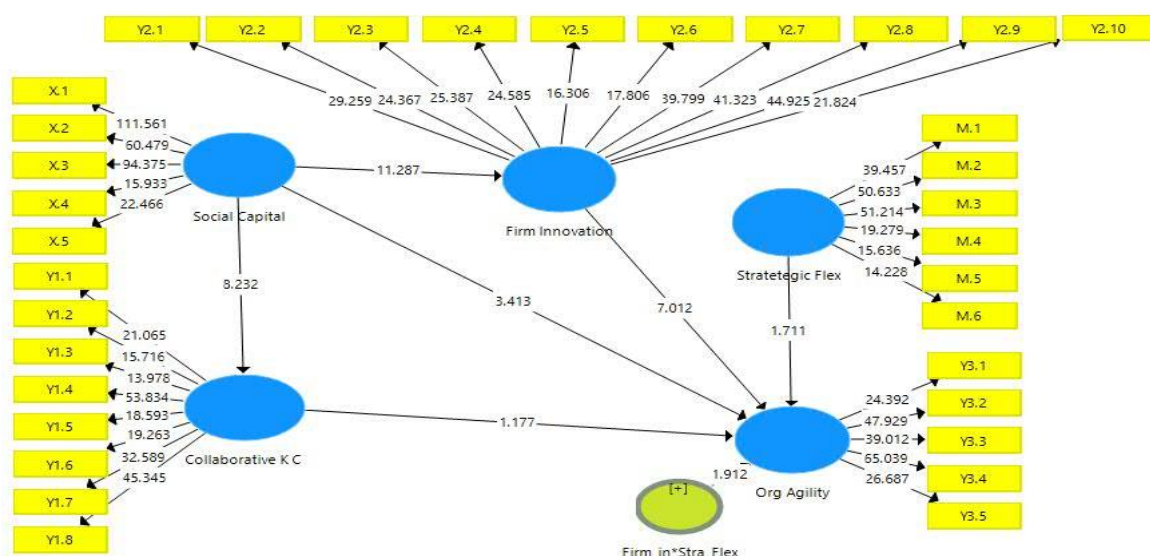 Y2.1 Y2.2 Y2.3 Y2.4 Y2.5 Y2.6 Y2.7 Y2.8 Y2.9 Y2.10
29.259 24.367 25.387 24.585 16.306 17.806 39.799 41.323 44.925 21.824
X.1
X.2
X.3
X.4
X.5
111.561
60.479
94.375
15.933
22.466
Social Capital
11.287
Firm Innovation
M.1
M.2
M.3
M.4
M.5
M.6
39.457
50.633
51.214
19.279
15.636
14.228
Stratetegic Flex
8.232
3.413
7.012
1.711
Y1.1
Y1.2
Y1.3
Y1.4
Y1.5
Y1.6
Y1.7
Y1.8
21.065
15.716
13.978
53.834
18.593
19.263
32.589
45.345
Collaborative K C
1.177
Y3.1
Y3.2
Y3.3
Y3.4
Y3.5
24.392
47.929
39.012
65.039
26.687
Org Agility
1.912
[+]
Firm_in*Stra_Flex